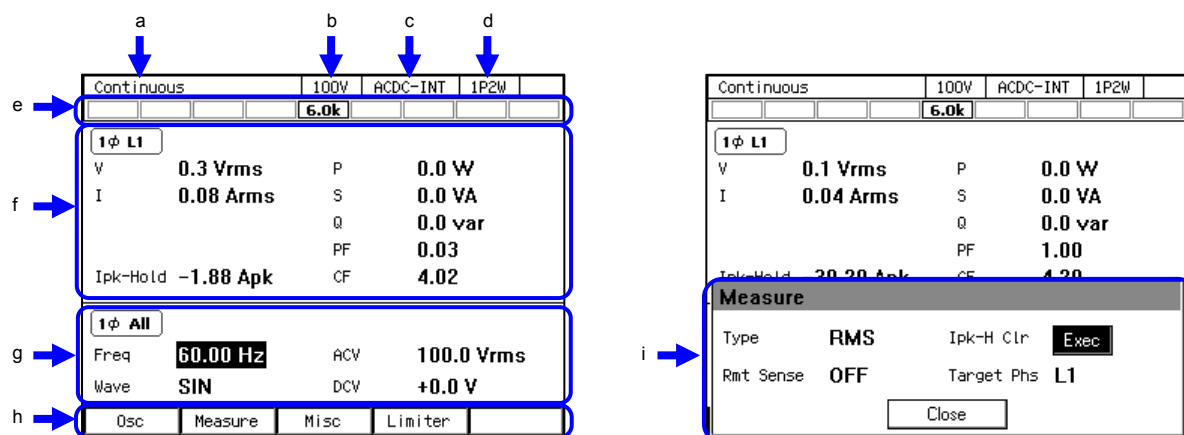 a b c d
Continuous 100V ACDC-INT 1P2W
e
6.0k
1φ L1
V 0.3 Vrms P 0.0 W
f
I 0.08 Arms S 0.0 VA
Q 0.0 var
PF 0.03
Ipk-Hold -1.88 Apk CF 4.02
1φ All
g
Freq 60.00 Hz ACV 100.0 Vrms
Wave SIN DCV +0.0 V
h
Osc Measure Misc Limiter
Continuous 100V ACDC-INT 1P2W
6.0k
1φ L1
V 0.1 Vrms P 0.0 W
I 0.04 Arms S 0.0 VA
Q 0.0 var
PF 1.00
Ipk-Hold CF
Measure
Type RMS Ipk-H Clr Exec
i
Rmt Sense OFF Target Phs L1
Close